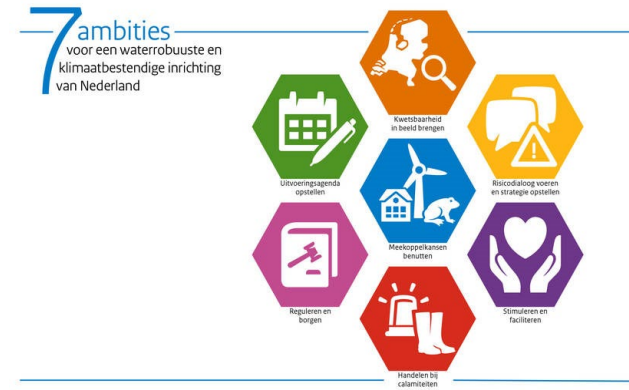 7 ambities
voor een waterrobuuste en
klimaatbestendige inrichting
van Nederland
Kwetsbaarheid
in beeld brengen
Uitvoeringsagenda
opstellen
Risicodialoog voeren
en strategie opstellen
Meekoppelkansen
benutten
Reguleren en
borgen
Stimuleren en
faciliteren
Handelen bij
calamiteiten